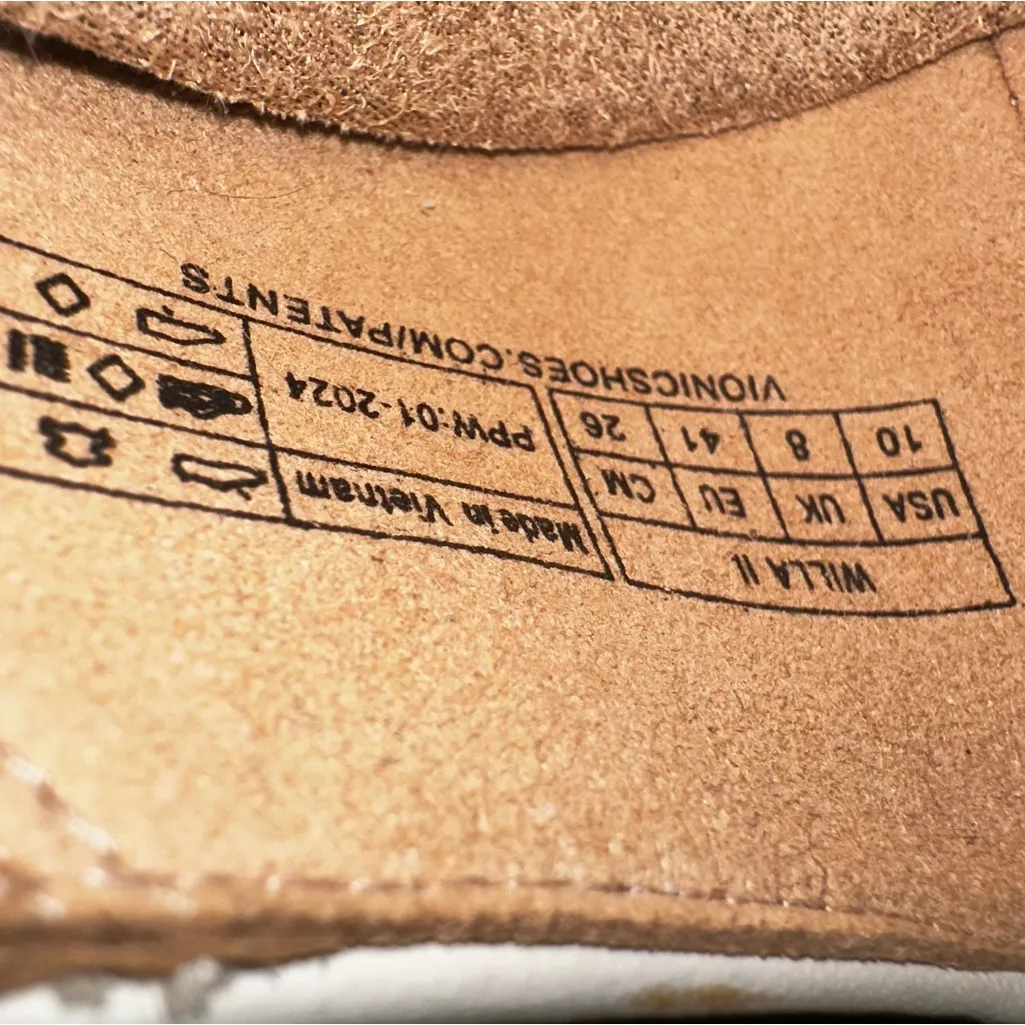 WILLA II
USA UK EU CM
10 8 41 26
Made in Vietnam
PPW:01-2024
VIONICSHOES.COM/PATENTS